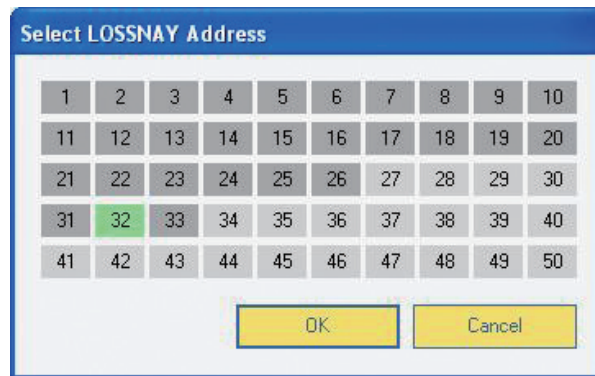 Select LOSSNAY Address
1 2 3 4 5 6 7 8 9 10
11 12 13 14 15 16 17 18 19 20
21 22 23 24 25 26 27 28 29 30
31 32 33 34 35 36 37 38 39 40
41 42 43 44 45 46 47 48 49 50
OK Cancel